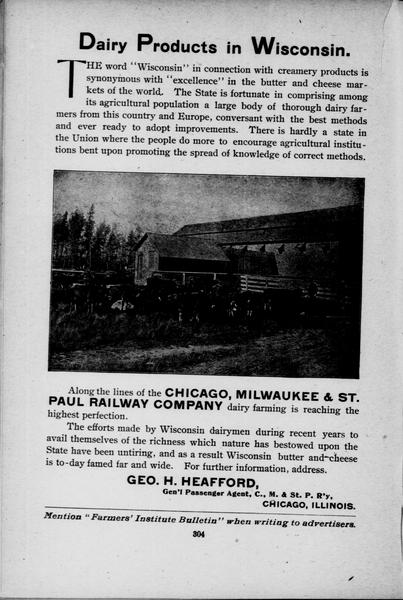 Dairy Products in Wisconsin.
THE word "Wisconsin" in connection with creamery products is
synonymous with "excellence" in the butter and cheese mar-
kets of the world. The State is fortunate in comprising among
its agricultural population a large body of thorough dairy far-
mers from this country and Europe, conversant with the best methods
and ever ready to adopt improvements. There is hardly a state in
the Union where the people do more to encourage agricultural institu-
tions bent upon promoting the spread of knowledge of correct methods.
Along the lines of the CHICAGO, MILWAUKEE & ST.
PAUL RAILWAY COMPANY dairy farming is reaching the
highest perfection.
The efforts made by Wisconsin dairymen during recent years to
avail themselves of the richness which nature has bestowed upon the
State have been untiring, and as a result Wisconsin butter and cheese
is to-day famed far and wide. For further information, address.
GEO. H. HEAFFORD,
Gen'l Passenger Agent, C., M. & St. P. R'y,
CHICAGO, ILLINOIS.
Mention "Farmers' Institute Bulletin" when writing to advertisers.
304